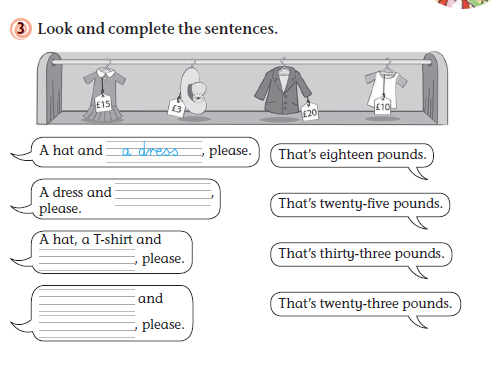 3 Look and complete the sentences.
£15
£3
£20
£10
A hat and a dress, please.
That's eighteen pounds.
A dress and ,
please.
That's twenty-five pounds.
A hat, a T-shirt and
, please.
That's thirty-three pounds.
and
, please.
That's twenty-three pounds.